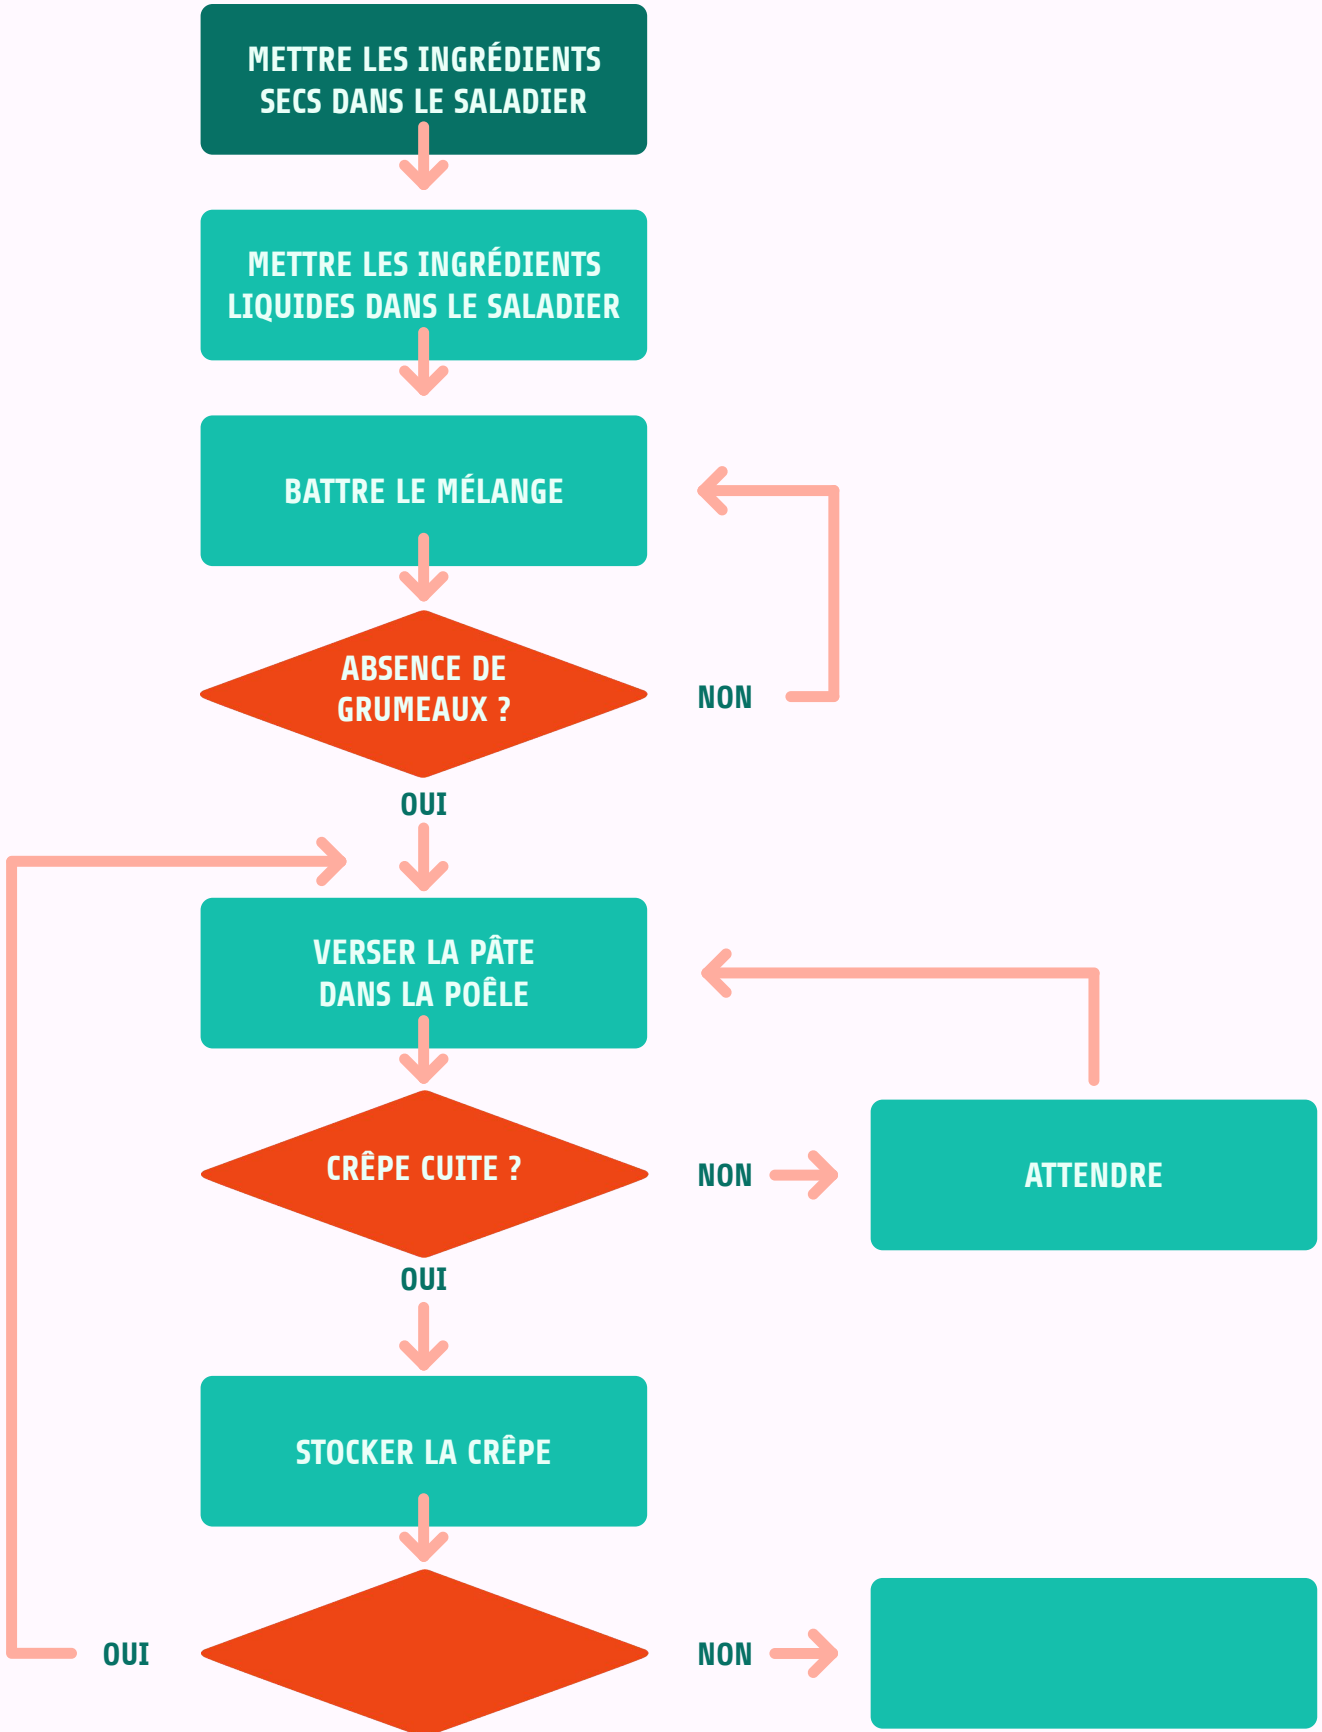 METTRE LES INGRÉDIENTS
SECS DANS LE SALADIER
METTRE LES INGRÉDIENTS
LIQUIDES DANS LE SALADIER
BATTRE LE MÉLANGE
ABSENCE DE
GRUMEAUX ?
NON
OUI
VERSER LA PÂTE
DANS LA POÊLE
CRÊPE CUITE ?
NON
ATTENDRE
OUI
STOCKER LA CRÊPE
OUI
NON